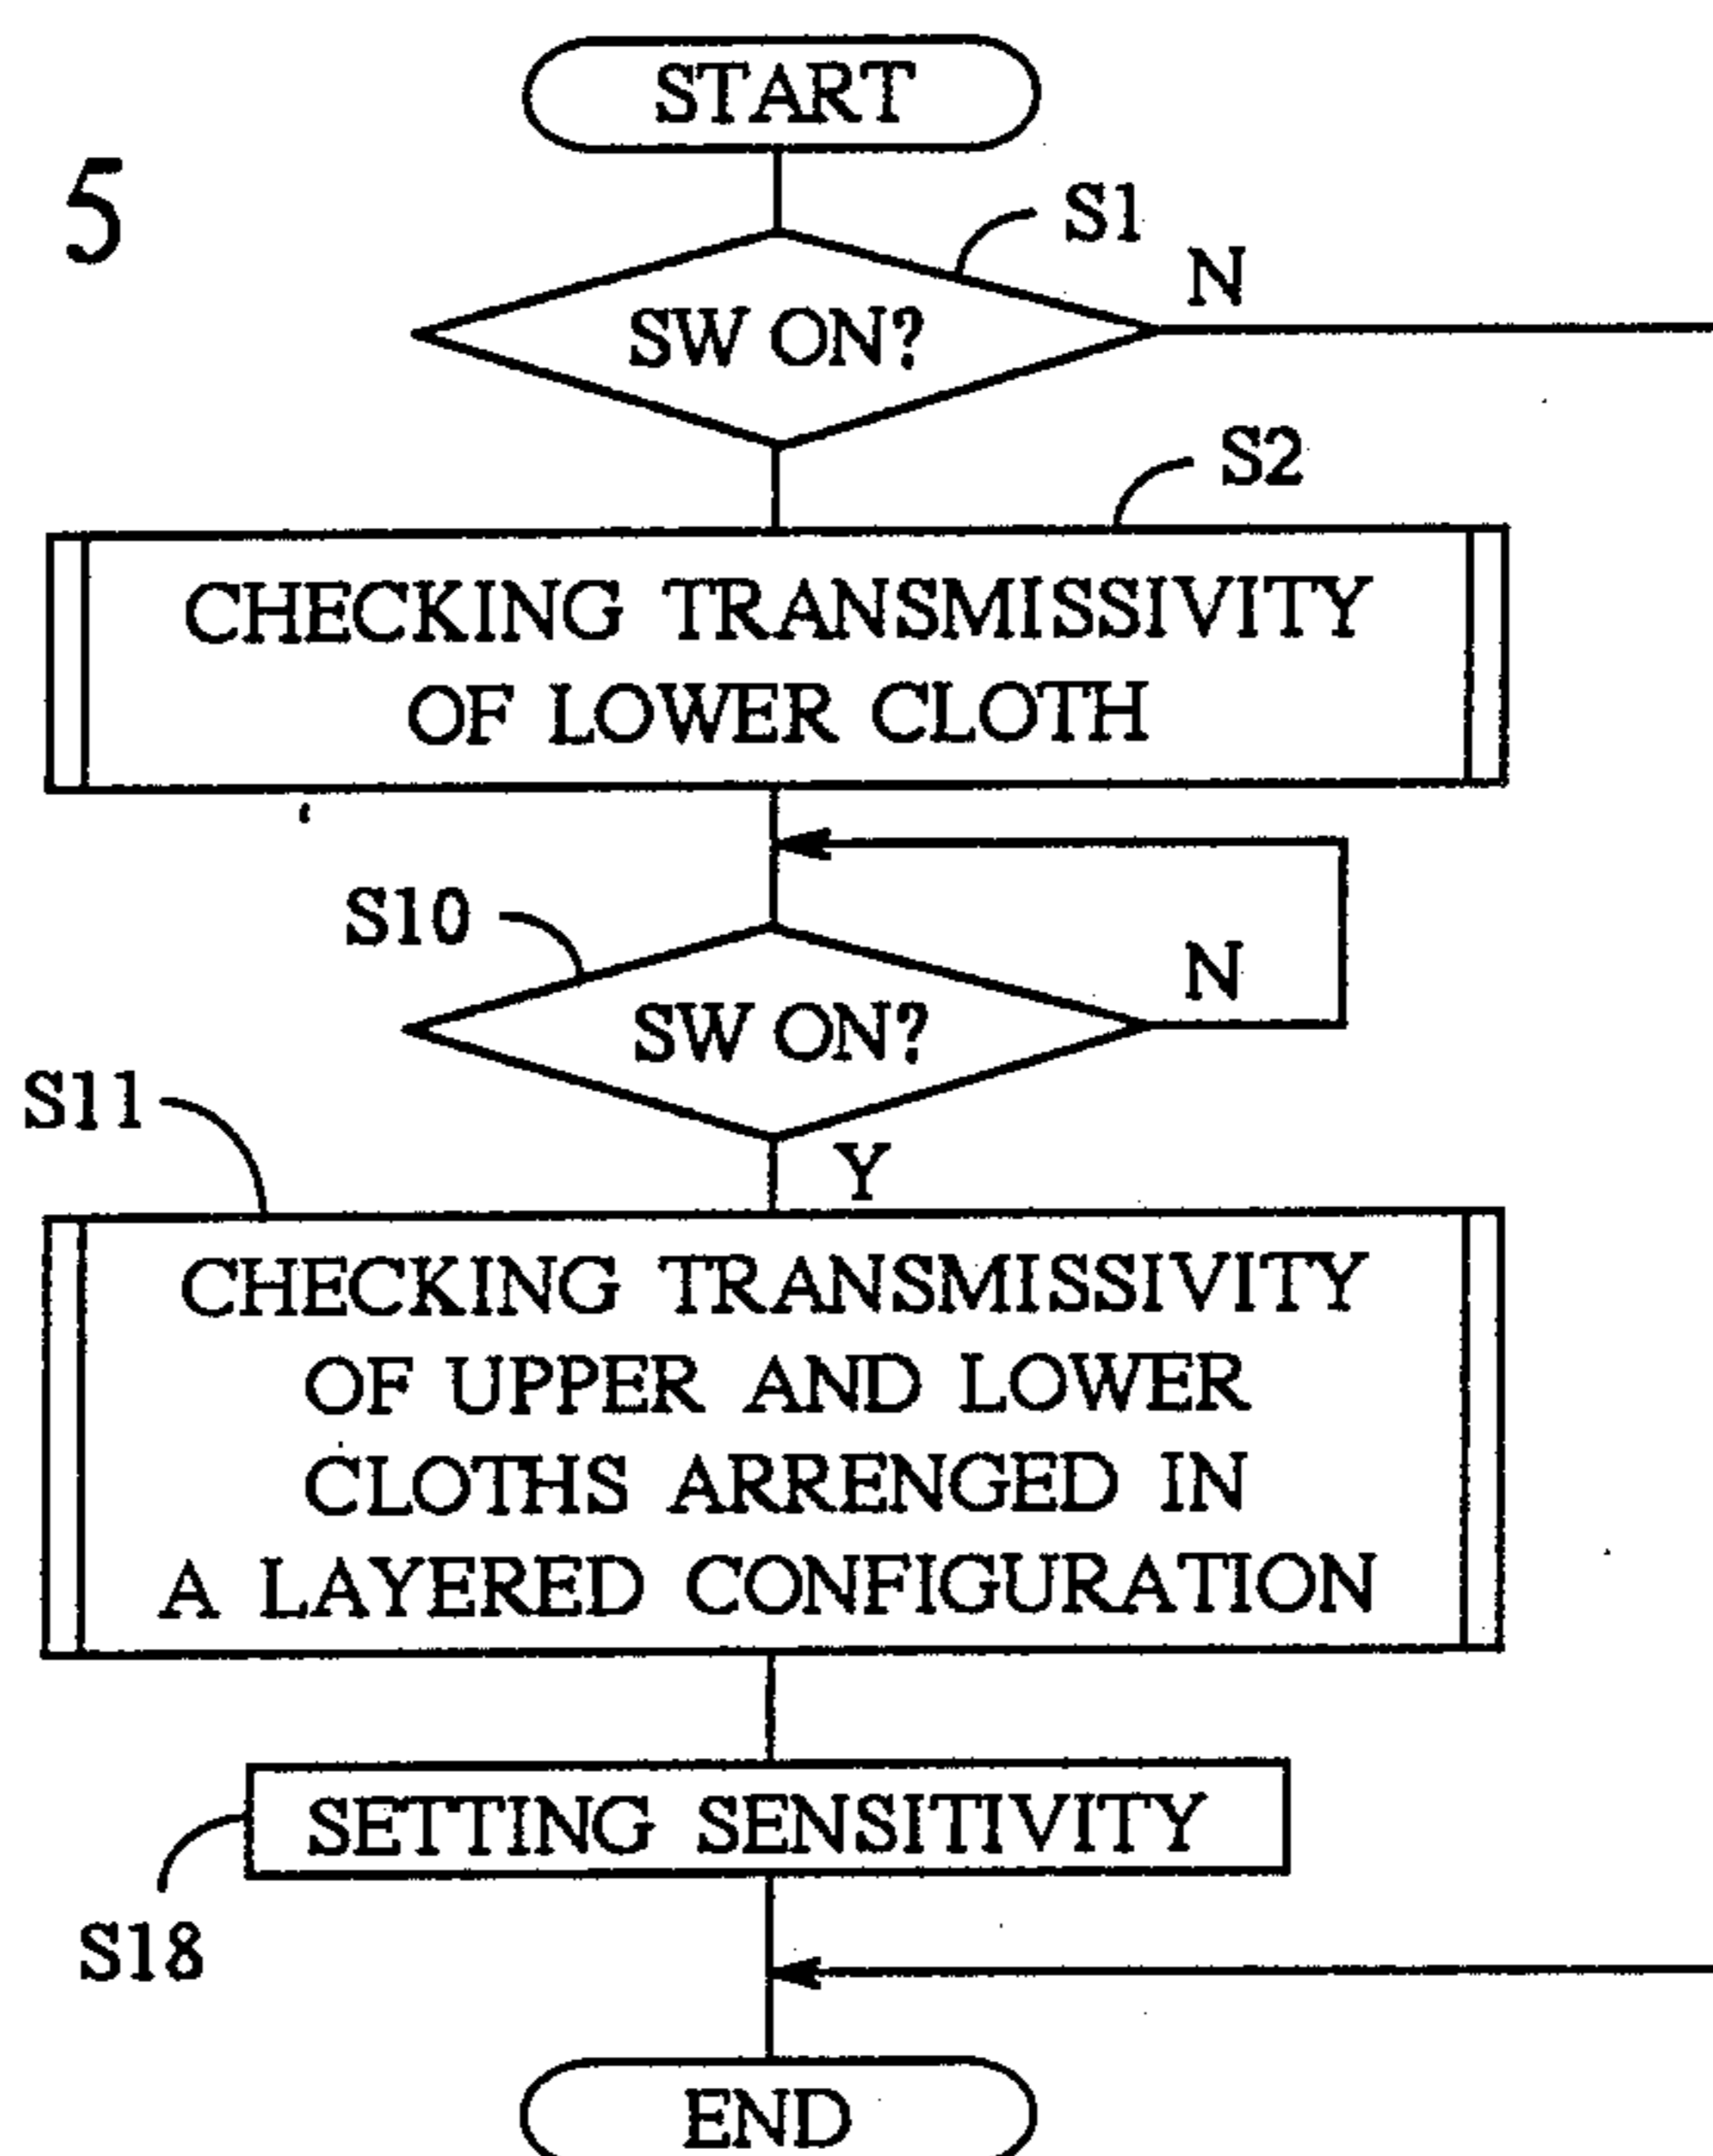 START
5
S1
N
SW ON?
S2
CHECKING TRANSMISSIVITY
OF LOWER CLOTH
S10
N
SW ON?
S11
Y
CHECKING TRANSMISSIVITY
OF UPPER AND LOWER
CLOTHS ARRENGED IN
A LAYERED CONFIGURATION
SETTING SENSITIVITY
S18
END